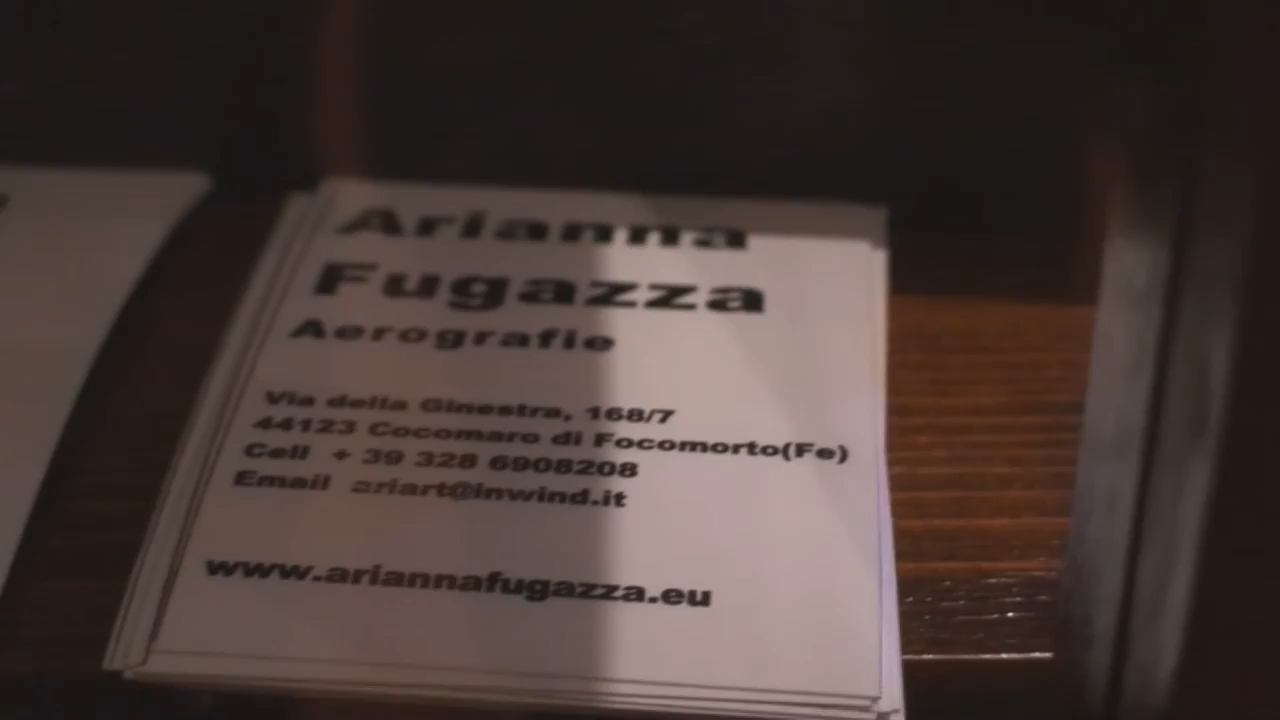 Arianna
Fugazza
Aerografie
Via della Ginestra, 168/7
44123 Cocomaro di Focomorto(Fe)
Cell + 39 328 6908208
Email ariart@inwind.it
www.ariannafugazza.eu